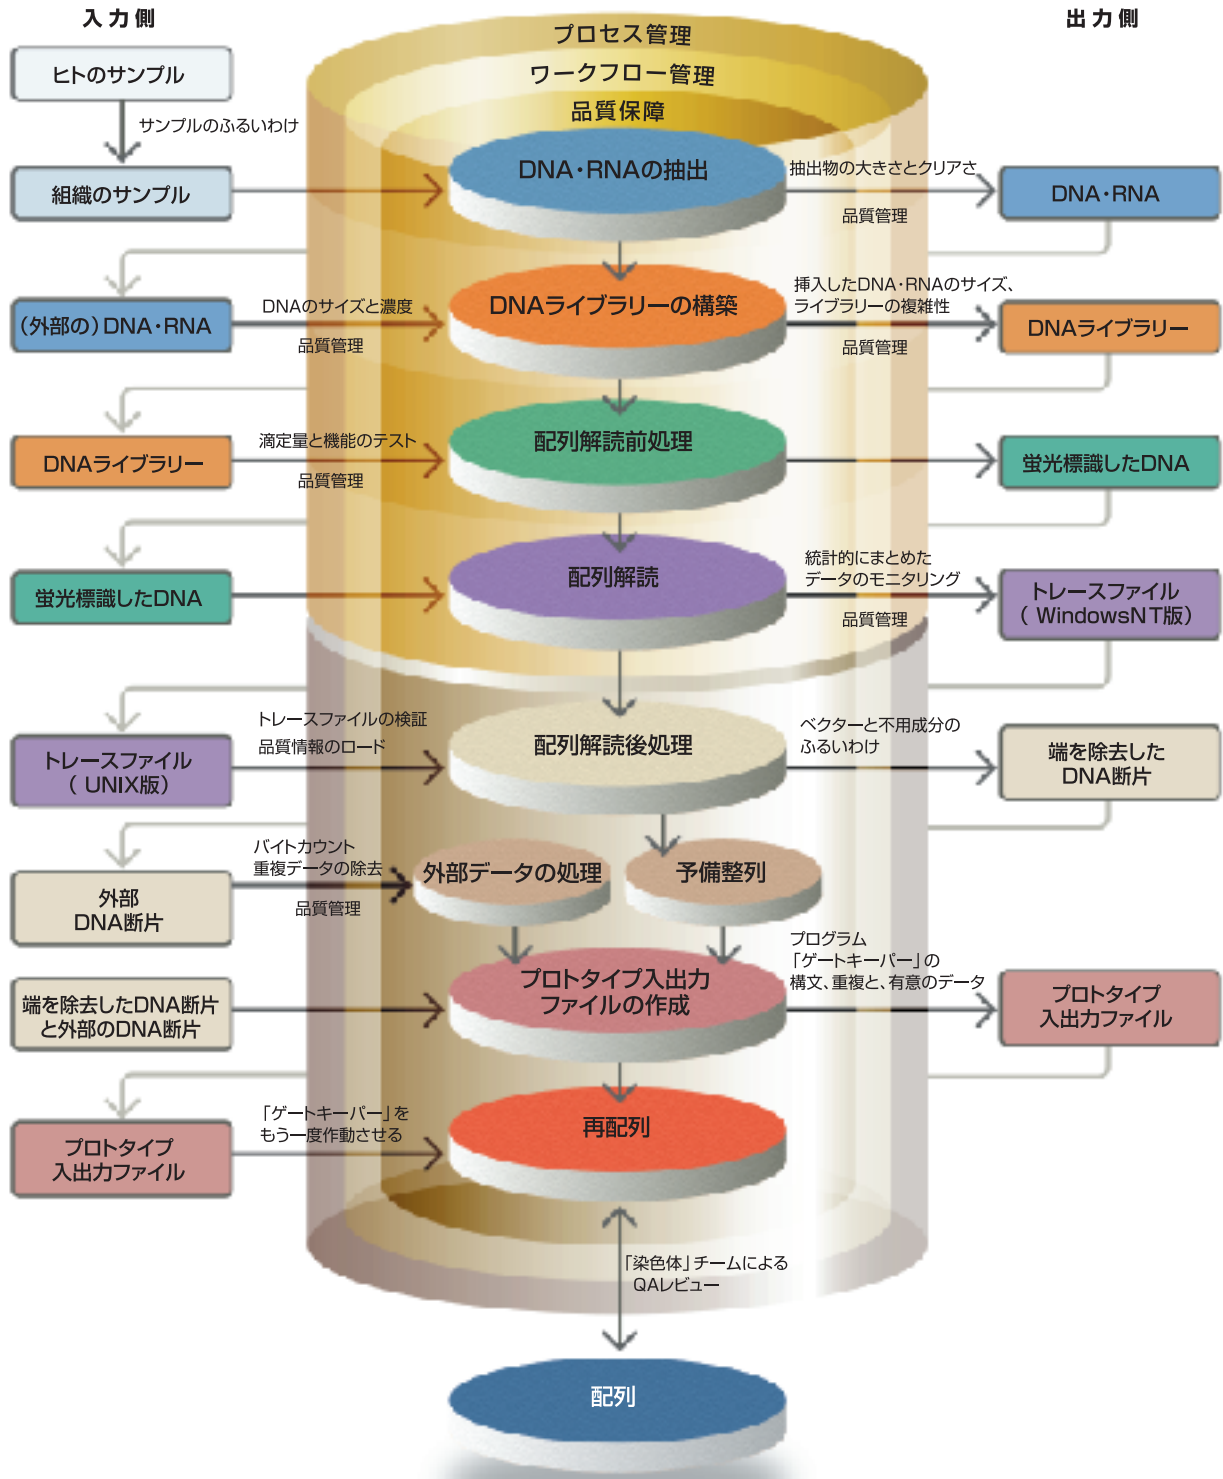 入力側
出力側
プロセス管理
ワークフロー管理
品質保障
ヒトのサンプル
サンプルのふるいわけ
組織のサンプル
DNA・RNAの抽出
抽出物の大きさとクリアさ
品質管理
DNA・RNA
(外部の)DNA・RNA
DNAのサイズと濃度
品質管理
DNAライブラリーの構築
挿入したDNA・RNAのサイズ、
ライブラリーの複雑性
品質管理
DNAライブラリー
DNAライブラリー
滴定量と機能のテスト
品質管理
配列解読前処理
蛍光標識したDNA
蛍光標識したDNA
配列解読
統計的にまとめた
データのモニタリング
品質管理
トレースファイル
( WindowsNT版)
トレースファイル
( UNIX版)
トレースファイルの検証
品質情報のロード
配列解読後処理
ベクターと不用成分の
ふるいわけ
端を除去した
DNA断片
外部
DNA断片
バイトカウント
重複データの除去
品質管理
外部データの処理
予備整列
端を除去したDNA断片
と外部のDNA断片
プロトタイプ入出力
ファイルの作成
プログラム
「ゲートキーパー」の
構文、重複と、有意のデータ
プロトタイプ
入出力ファイル
プロトタイプ
入出力ファイル
「ゲートキーパー」を
もう一度作動させる
再配列
「染色体」チームによる
QAレビュー
配列